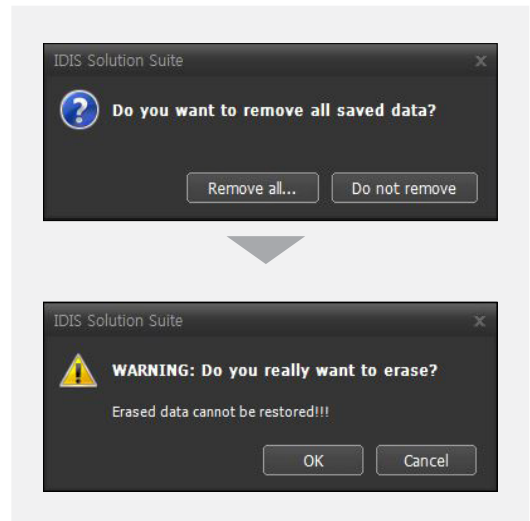 IDIS Solution Suite
Do you want to remove all saved data?
Remove all... Do not remove
IDIS Solution Suite
WARNING: Do you really want to erase?
Erased data cannot be restored!!!
OK Cancel